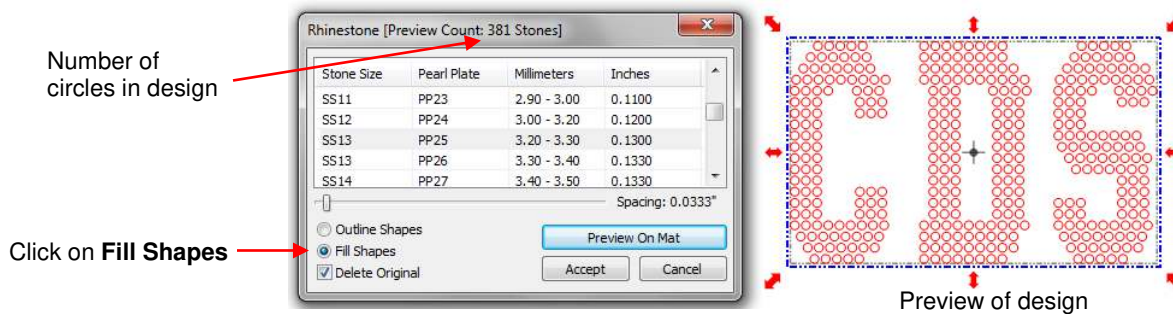 Number of
circles in design
Rhinestone [Preview Count: 381 Stones]
Stone Size Pearl Plate Millimeters Inches
SS11 PP23 2.90 - 3.00 0.1100
SS12 PP24 3.00 - 3.20 0.1200
SS13 PP25 3.20 - 3.30 0.1300
SS13 PP26 3.30 - 3.40 0.1330
SS14 PP27 3.40 - 3.50 0.1330
Spacing: 0.0333"
Outline Shapes
Click on Fill Shapes
Fill Shapes
Delete Original
Preview On Mat
Accept Cancel
CDS
Preview of design